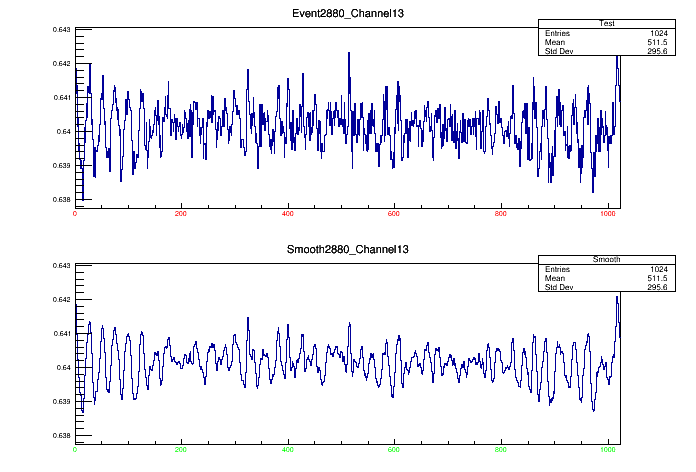 Event2880_Channel13
Test
Entries 1024
Mean 511.5
Std Dev 295.6
0.643
0.642
0.641
0.64
0.639
0.638
0 200 400 600 800 1000
Smooth2880_Channel13
Smooth
Entries 1024
Mean 511.5
Std Dev 295.6
0.643
0.642
0.641
0.64
0.639
0.638
0 200 400 600 800 1000